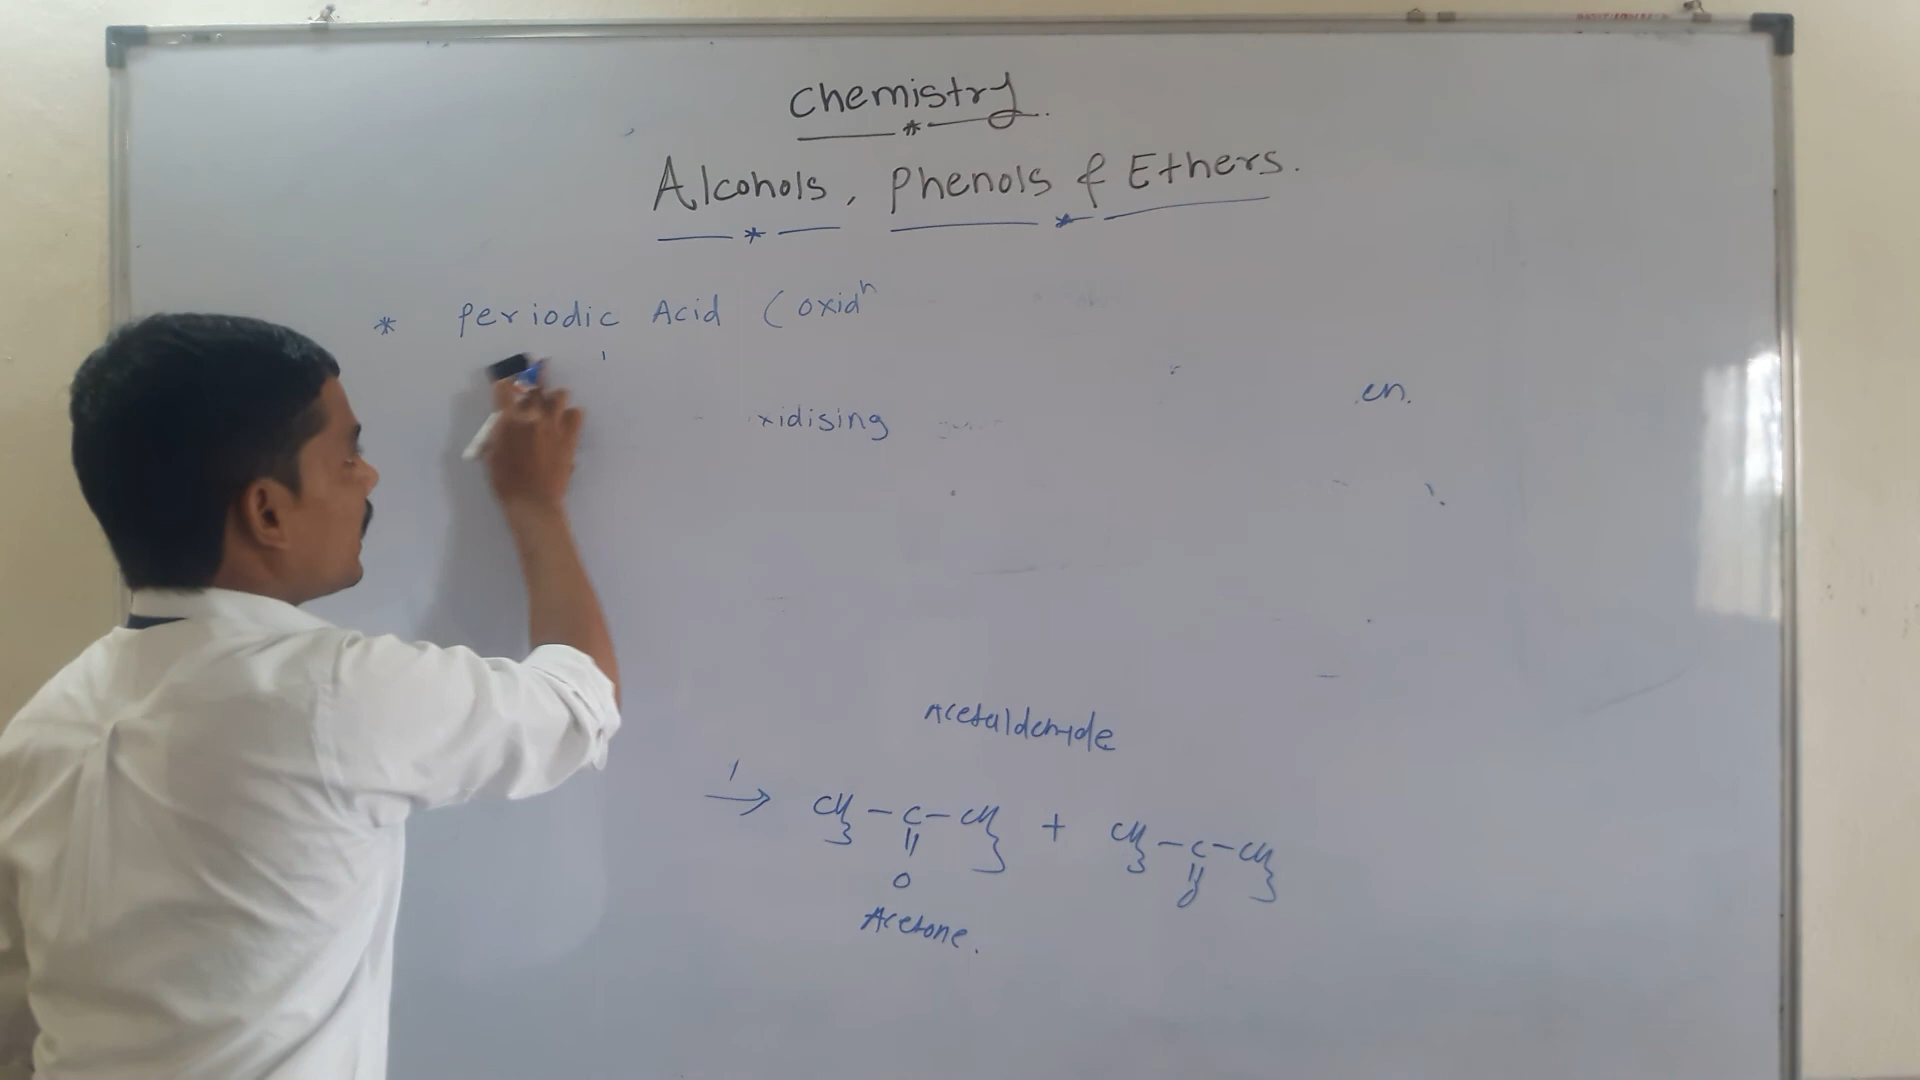 Chemistry.
Alcohols, Phenols & Ethers.
* Periodic Acid (oxidn
xidising
en.
Acetaldehyde
→ CH3 - C - CH3 + CH3 - C - CH3
|| ||
O O
Acetone.